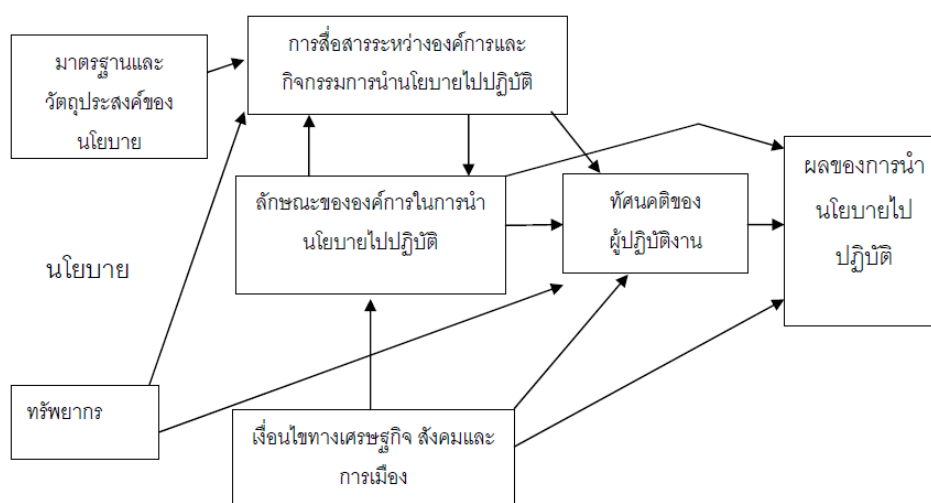 การสื่อสารระหว่างองค์การและ
กิจกรรมการนำนโยบายไปปฏิบัติ
มาตรฐานและ
วัตถุประสงค์ของ
นโยบาย
ลักษณะขององค์การในการนำ
นโยบายไปปฏิบัติ
ทัศนคติของ
ผู้ปฏิบัติงาน
ผลของการนำ
นโยบายไป
ปฏิบัติ
นโยบาย
ทรัพยากร
เงื่อนไขทางเศรษฐกิจ สังคมและ
การเมือง